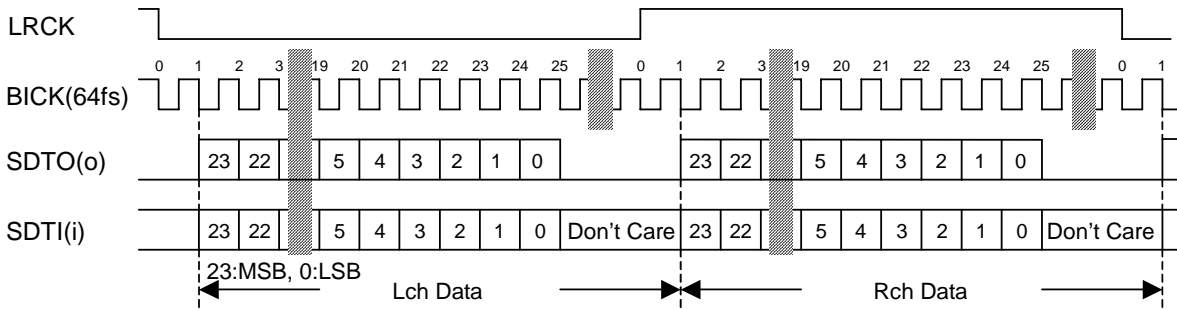 LRCK
0 1 2 3 19 20 21 22 23 24 25 0 1 2 3 19 20 21 22 23 24 25 0 1
BICK(64fs)
SDTO(o) 23 22 5 4 3 2 1 0 23 22 5 4 3 2 1 0
SDTI(i) 23 22 5 4 3 2 1 0 Don't Care 23 22 5 4 3 2 1 0 Don't Care
23:MSB, 0:LSB
Lch Data Rch Data